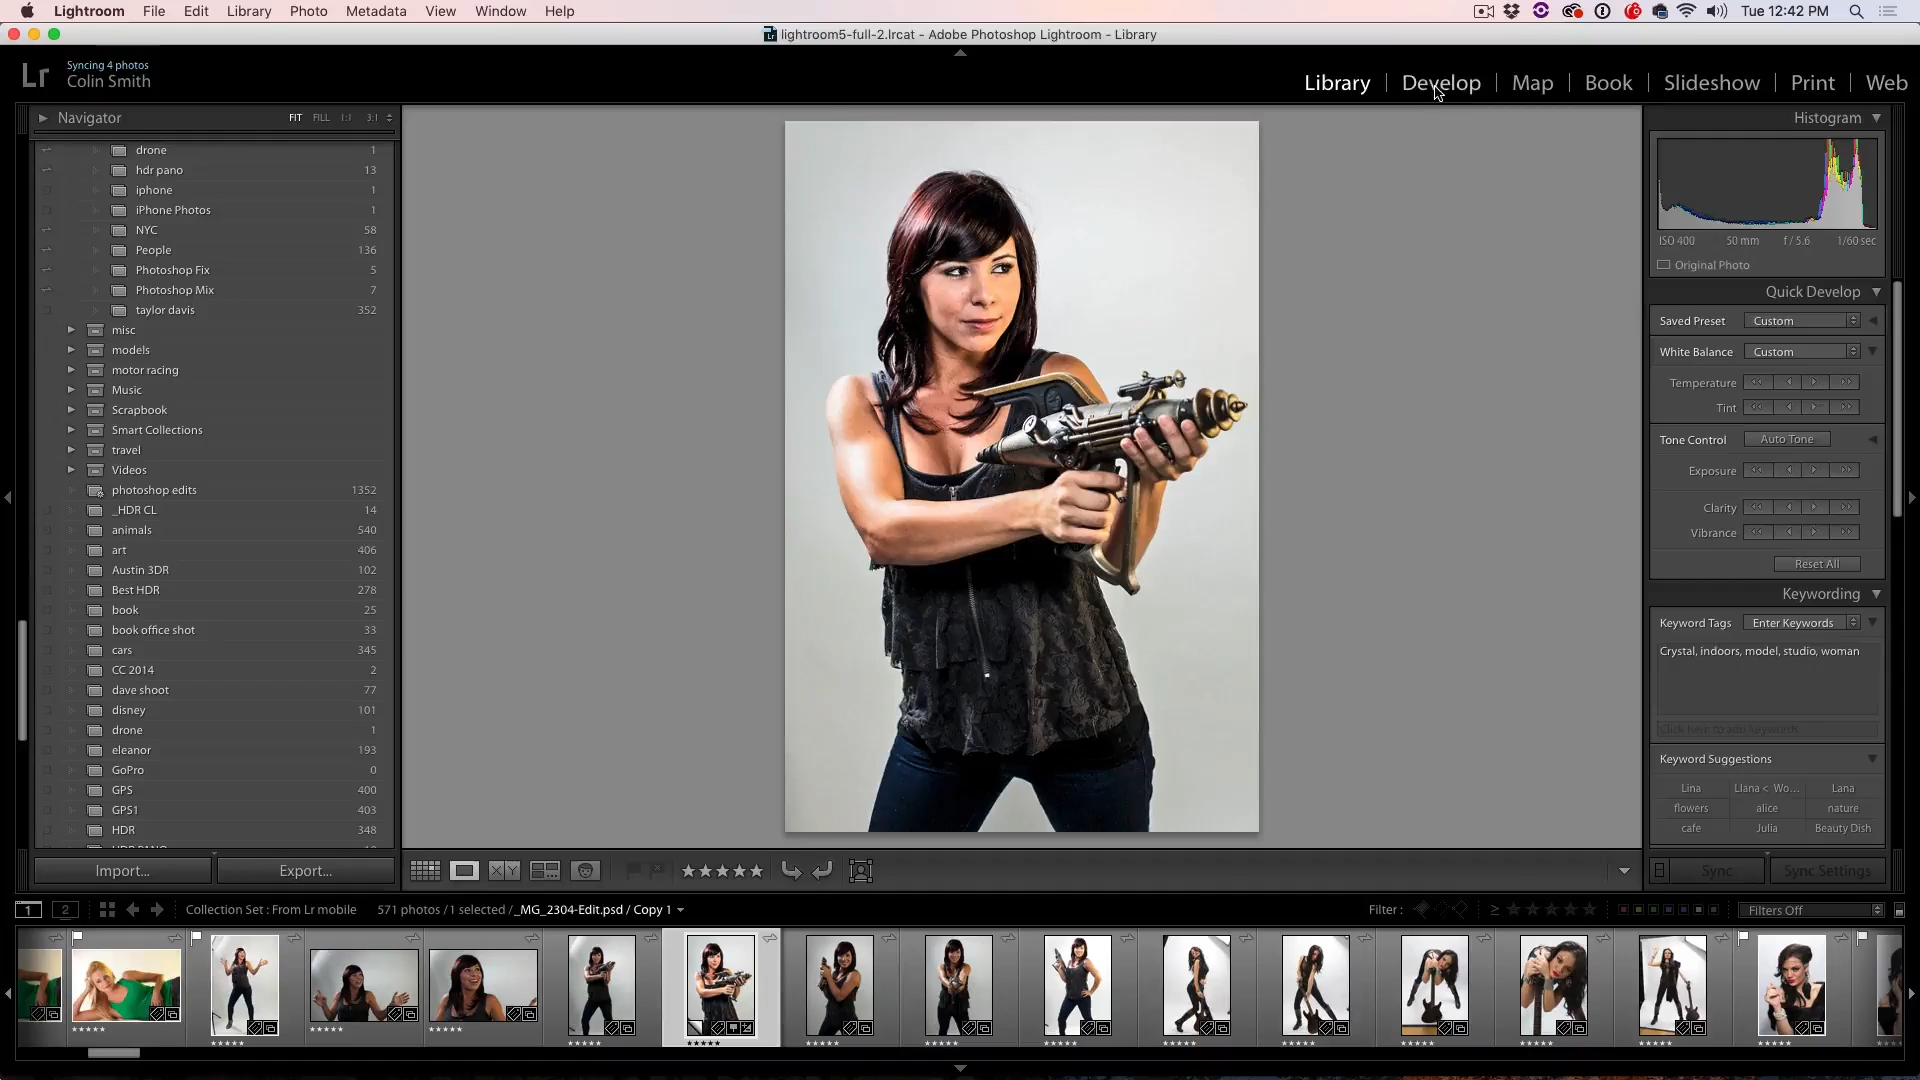 Lightroom File Edit Library Photo Metadata View Window Help
Tue 12:42 PM
lightroom5-full-2.lrcat - Adobe Photoshop Lightroom - Library
Lr
Syncing 4 photos
Colin Smith
Library Develop Map Book Slideshow Print Web
Navigator FIT FILL 1:1 3:1
drone 1
hdr pano 13
iphone 1
iPhone Photos 1
NYC 58
People 136
Photoshop Fix 5
Photoshop Mix 7
taylor davis 352
misc
models
motor racing
Music
Scrapbook
Smart Collections
travel
Videos
photoshop edits 1352
_HDR CL 14
animals 540
art 406
Austin 3DR 102
Best HDR 278
book 25
book office shot 33
cars 345
CC 2014 2
dave shoot 77
disney 101
drone 1
eleanor 193
GoPro 0
GPS 400
GPS1 403
HDR 348
Import... Export...
Histogram
ISO 400 50 mm f / 5.6 1/60 sec
Original Photo
Quick Develop
Saved Preset Custom
White Balance Custom
Temperature
Tint
Tone Control Auto Tone
Exposure
Clarity
Vibrance
Reset All
Keywording
Keyword Tags Enter Keywords
Crystal, indoors, model, studio, woman
Click here to add keywords
Keyword Suggestions
Lina Llana < Wo... Lana
flowers alice nature
cafe Julia Beauty Dish
Sync Sync Settings
X Y
1 2 Collection Set : From Lr mobile 571 photos / 1 selected / _MG_2304-Edit.psd / Copy 1
Filter : ≥ Filters Off